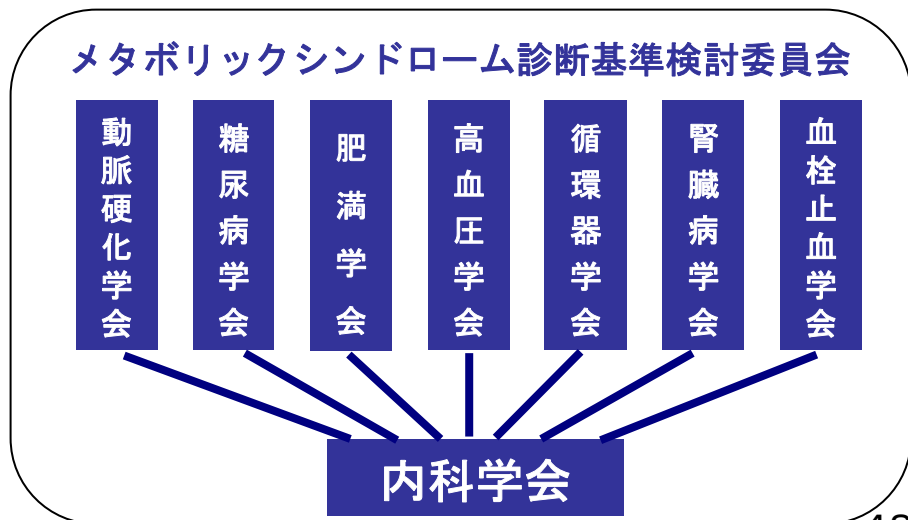 メタボリックシンドローム診断基準検討委員会
動脈硬化学会
糖尿病学会
肥満学会
高血圧学会
循環器学会
腎臓病学会
血栓止血学会
内科学会